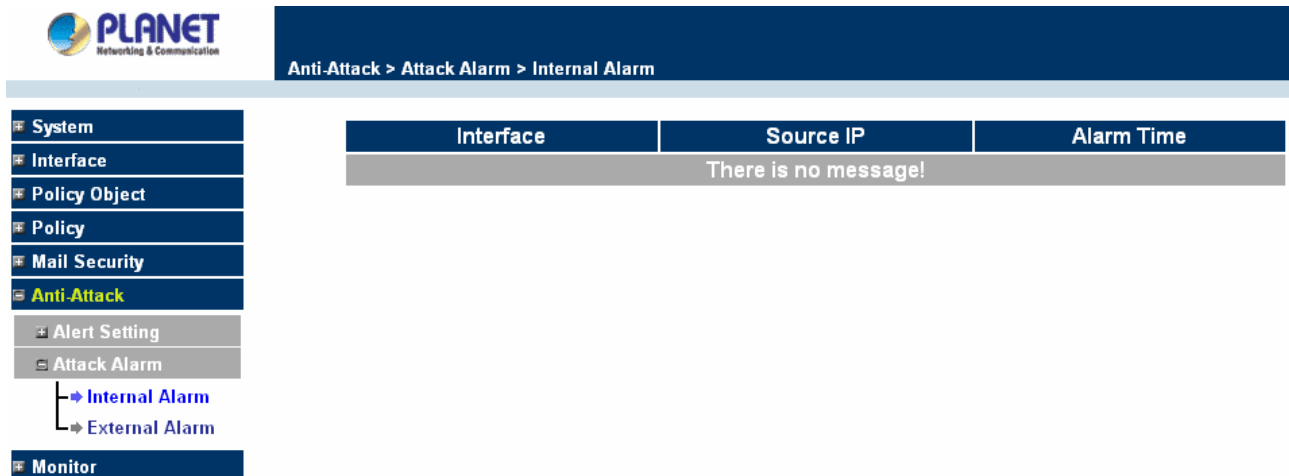 PLANET
Networking & Communication
Anti-Attack > Attack Alarm > Internal Alarm
System
Interface
Policy Object
Policy
Mail Security
Anti-Attack
Alert Setting
Attack Alarm
Internal Alarm
External Alarm
Monitor
Interface Source IP Alarm Time
There is no message!